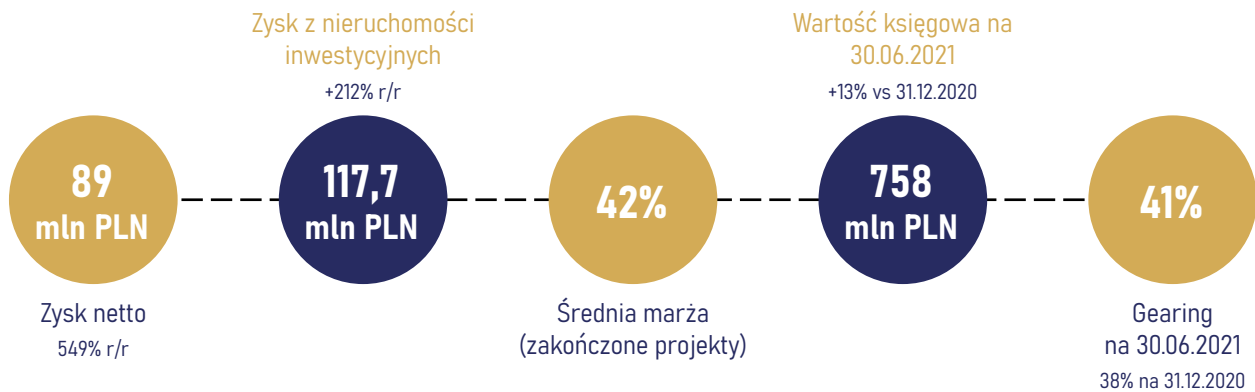 Zysk z nieruchomości
inwestycyjnych
+212% r/r
Wartość księgowa na
30.06.2021
+13% vs 31.12.2020
89
mln PLN
117,7
mln PLN
42%
758
mln PLN
41%
Zysk netto
549% r/r
Średnia marża
(zakończone projekty)
Gearing
na 30.06.2021
38% na 31.12.2020